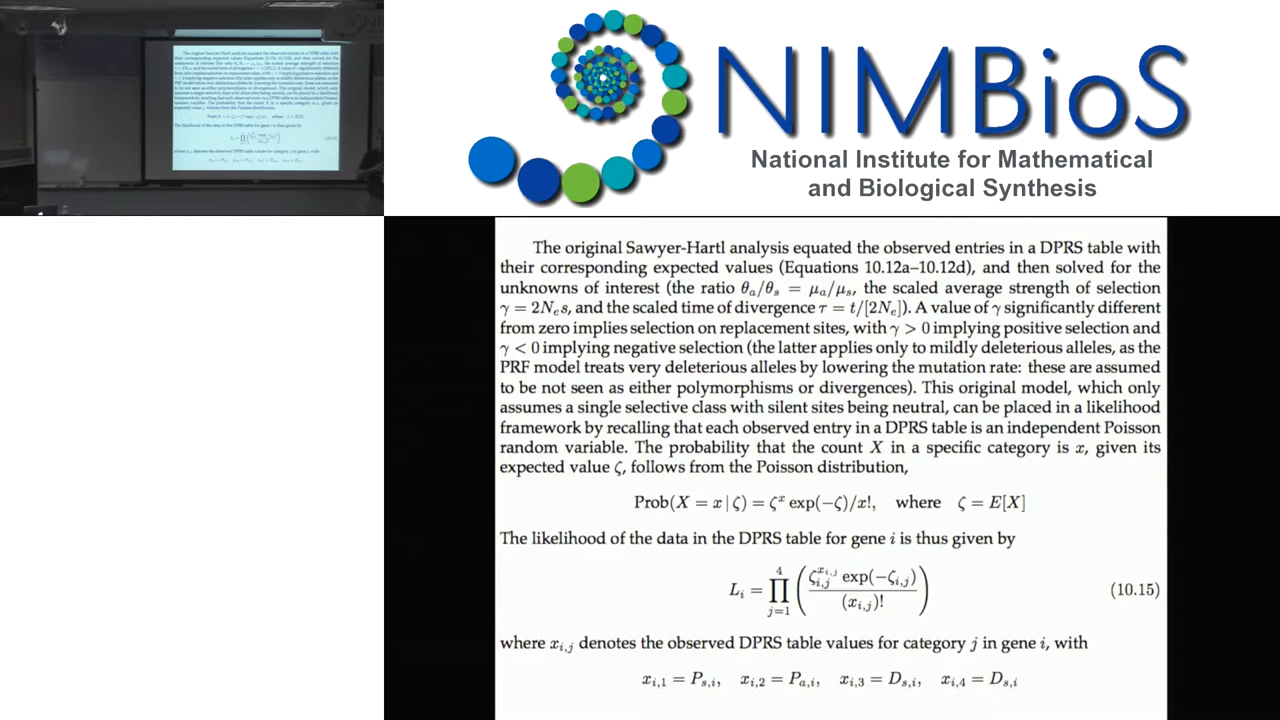 NIMBioS
National Institute for Mathematical
and Biological Synthesis
The original Sawyer-Hartl analysis equated the observed entries in a DPRS table with
their corresponding expected values (Equations 10.12a–10.12d), and then solved for the
unknowns of interest (the ratio θₐ/θₛ = μₐ/μₛ, the scaled average strength of selection
γ = 2Nₑs, and the scaled time of divergence τ = t/[2Nₑ]). A value of γ significantly different
from zero implies selection on replacement sites, with γ > 0 implying positive selection and
γ < 0 implying negative selection (the latter applies only to mildly deleterious alleles, as the
PRF model treats very deleterious alleles by lowering the mutation rate: these are assumed
to be not seen as either polymorphisms or divergences). This original model, which only
assumes a single selective class with silent sites being neutral, can be placed in a likelihood
framework by recalling that each observed entry in a DPRS table is an independent Poisson
random variable. The probability that the count X in a specific category is x, given its
expected value ζ, follows from the Poisson distribution,
Prob(X = x | ζ) = ζˣ exp(−ζ)/x!, where ζ = E[X]
The likelihood of the data in the DPRS table for gene i is thus given by
L_i = ∏_{j=1}^{4} ( ζ_{i,j}^{x_{i,j}} exp(−ζ_{i,j}) / (x_{i,j})! ) (10.15)
where x_{i,j} denotes the observed DPRS table values for category j in gene i, with
x_{i,1} = P_{s,i}, x_{i,2} = P_{a,i}, x_{i,3} = D_{s,i}, x_{i,4} = D_{s,i}